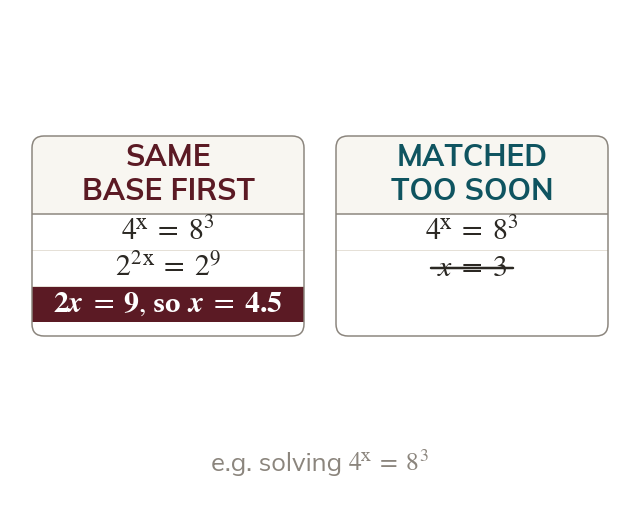 SAME
BASE FIRST
4ˣ = 8³
2²ˣ = 2⁹
2x = 9, so x = 4.5
MATCHED
TOO SOON
4ˣ = 8³
x = 3
e.g. solving 4ˣ = 8³